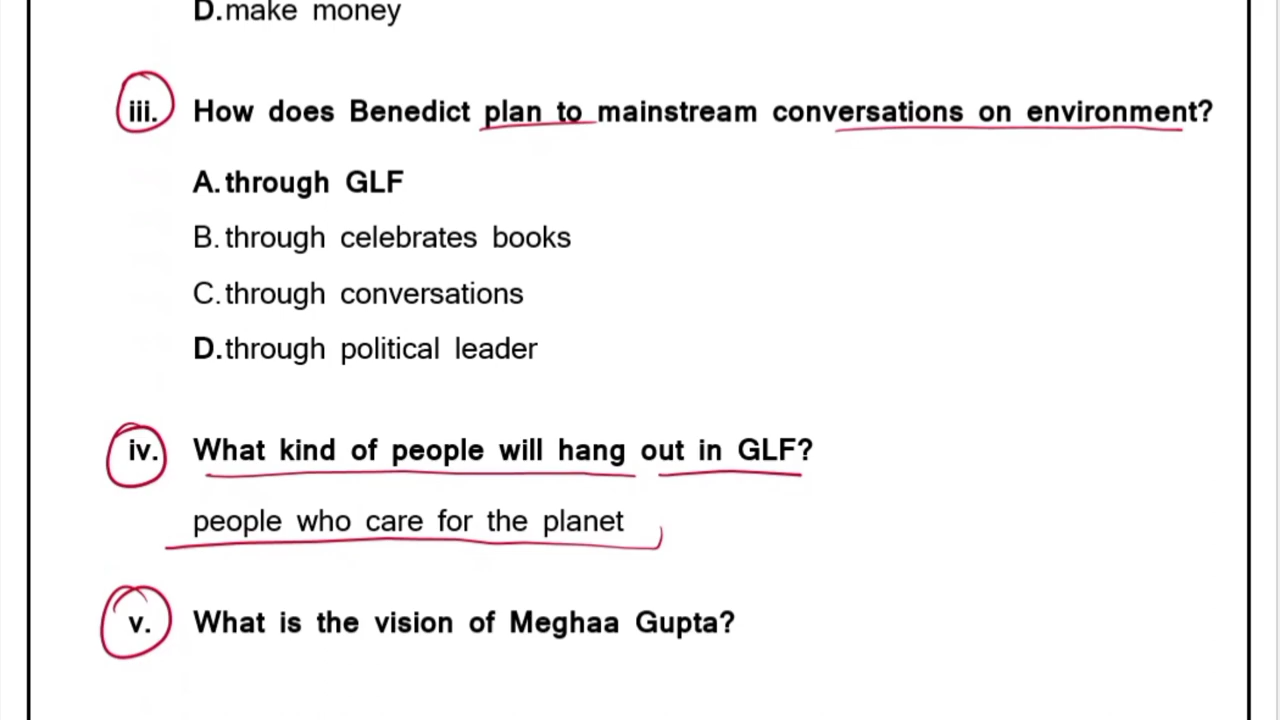 D.make money
iii. How does Benedict plan to mainstream conversations on environment?
A. through GLF
B. through celebrates books
C. through conversations
D. through political leader
iv. What kind of people will hang out in GLF?
people who care for the planet
v. What is the vision of Meghaa Gupta?